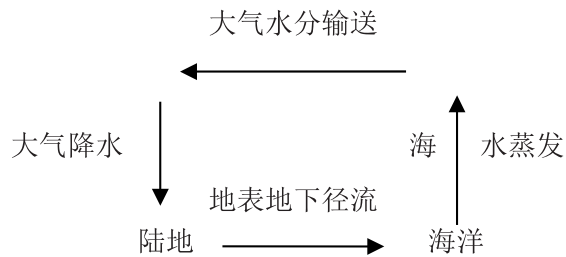 大气水分输送
大气降水
海 水蒸发
地表地下径流
陆地
海洋